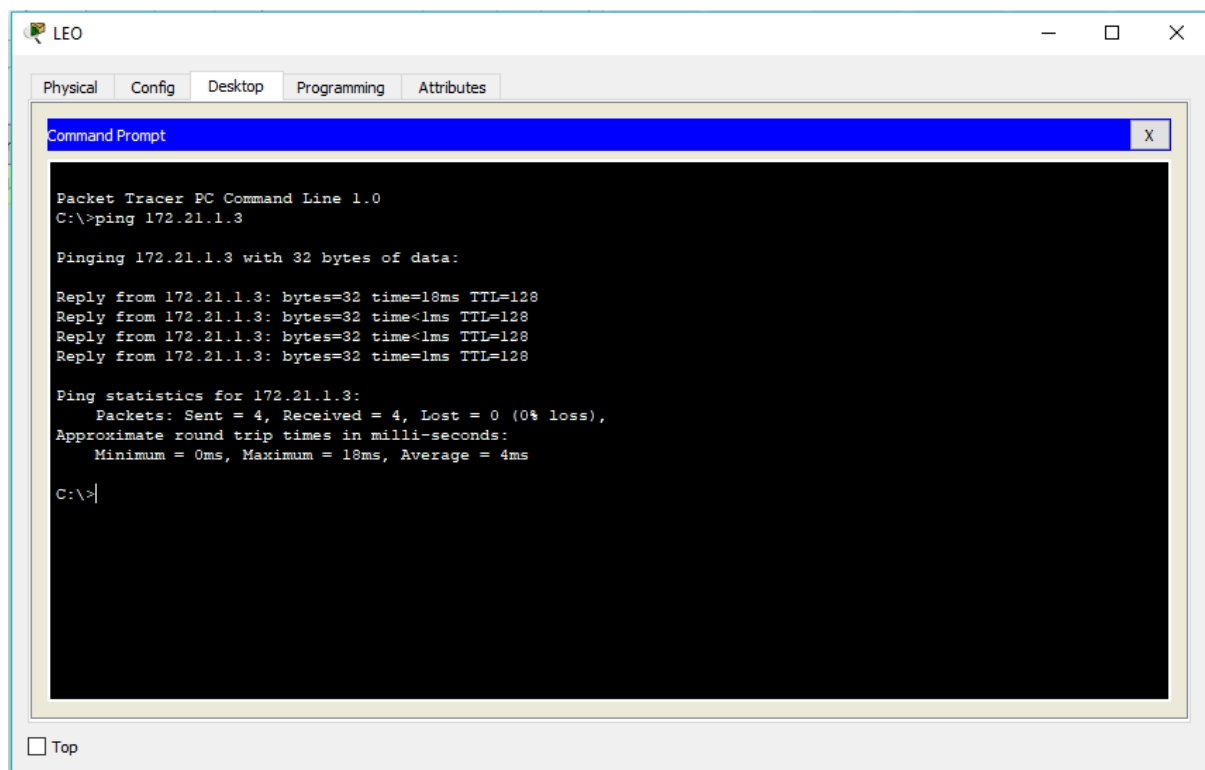 LEO
Physical Config Desktop Programming Attributes
Command Prompt X
Packet Tracer PC Command Line 1.0
C:\>ping 172.21.1.3
Pinging 172.21.1.3 with 32 bytes of data:
Reply from 172.21.1.3: bytes=32 time=18ms TTL=128
Reply from 172.21.1.3: bytes=32 time<1ms TTL=128
Reply from 172.21.1.3: bytes=32 time<1ms TTL=128
Reply from 172.21.1.3: bytes=32 time=1ms TTL=128
Ping statistics for 172.21.1.3:
Packets: Sent = 4, Received = 4, Lost = 0 (0% loss),
Approximate round trip times in milli-seconds:
Minimum = 0ms, Maximum = 18ms, Average = 4ms
C:\>
Top